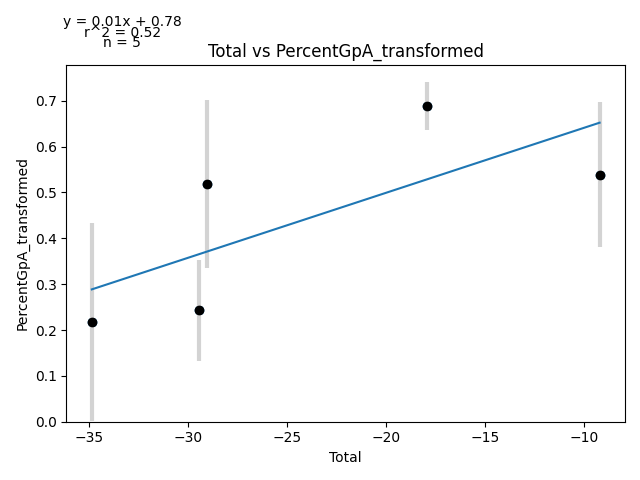 y = 0.01x + 0.78
r^2 = 0.52
n = 5
Total vs PercentGpA_transformed
PercentGpA_transformed
0.7
0.6
0.5
0.4
0.3
0.2
0.1
0.0
−35 −30 −25 −20 −15 −10
Total